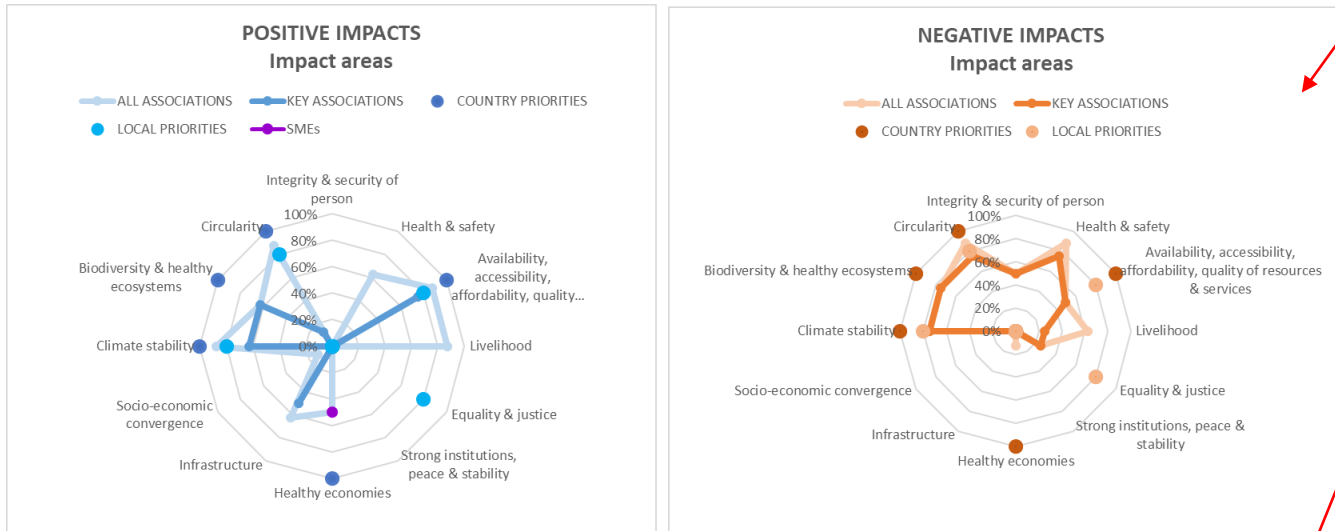 POSITIVE IMPACTS
Impact areas
ALL ASSOCIATIONS
KEY ASSOCIATIONS
COUNTRY PRIORITIES
LOCAL PRIORITIES
SMEs
Integrity & security of
person
Health & safety
Availability,
accessibility,
affordability, quality...
Livelihood
Equality & justice
Strong institutions,
peace & stability
Healthy economies
Infrastructure
Socio-economic
convergence
Climate stability
Biodiversity & healthy
ecosystems
Circularity
100%
80%
60%
40%
20%
0%
NEGATIVE IMPACTS
Impact areas
ALL ASSOCIATIONS
KEY ASSOCIATIONS
COUNTRY PRIORITIES
LOCAL PRIORITIES
Integrity & security of person
Health & safety
Availability, accessibility,
affordability, quality of resources
& services
Livelihood
Equality & justice
Strong institutions, peace &
stability
Healthy economies
Infrastructure
Socio-economic convergence
Climate stability
Biodiversity & healthy ecosystems
Circularity
100%
80%
60%
40%
20%
0%